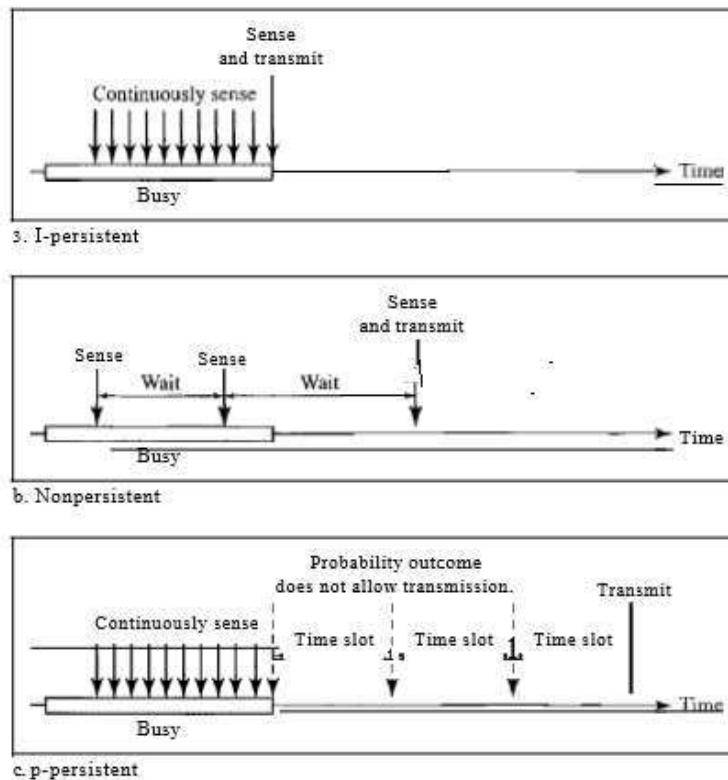 Sense
and transmit
Continuously sense
Time
Busy
3. I-persistent
Sense
and transmit
Sense
Sense
Wait
Wait
Time
Busy
b. Nonpersistent
Probability outcome
does not allow transmission.
Transmit
Continuously sense
Time slot
Time slot
Time slot
Time
Busy
c. p-persistent